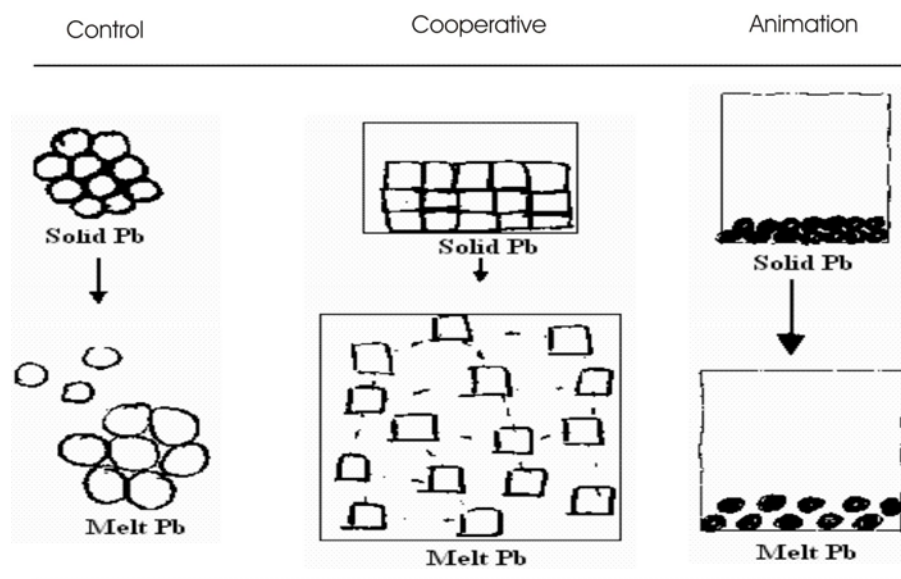 Control
Cooperative
Animation
Solid Pb
Solid Pb
Solid Pb
Melt Pb
Melt Pb
Melt Pb